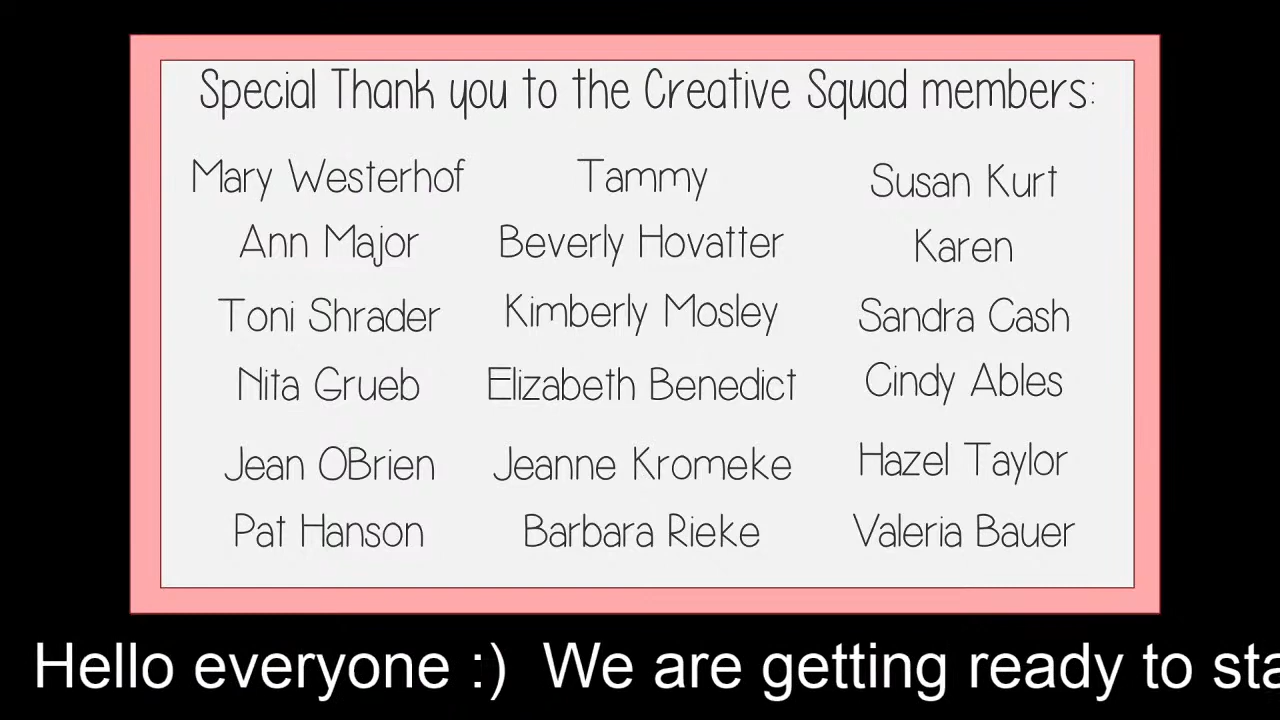 Special Thank you to the Creative Squad members:
Mary Westerhof Tammy Susan Kurt
Ann Major Beverly Hovatter Karen
Toni Shrader Kimberly Mosley Sandra Cash
Nita Grueb Elizabeth Benedict Cindy Ables
Jean OBrien Jeanne Kromeke Hazel Taylor
Pat Hanson Barbara Rieke Valeria Bauer
Hello everyone :) We are getting ready to sta